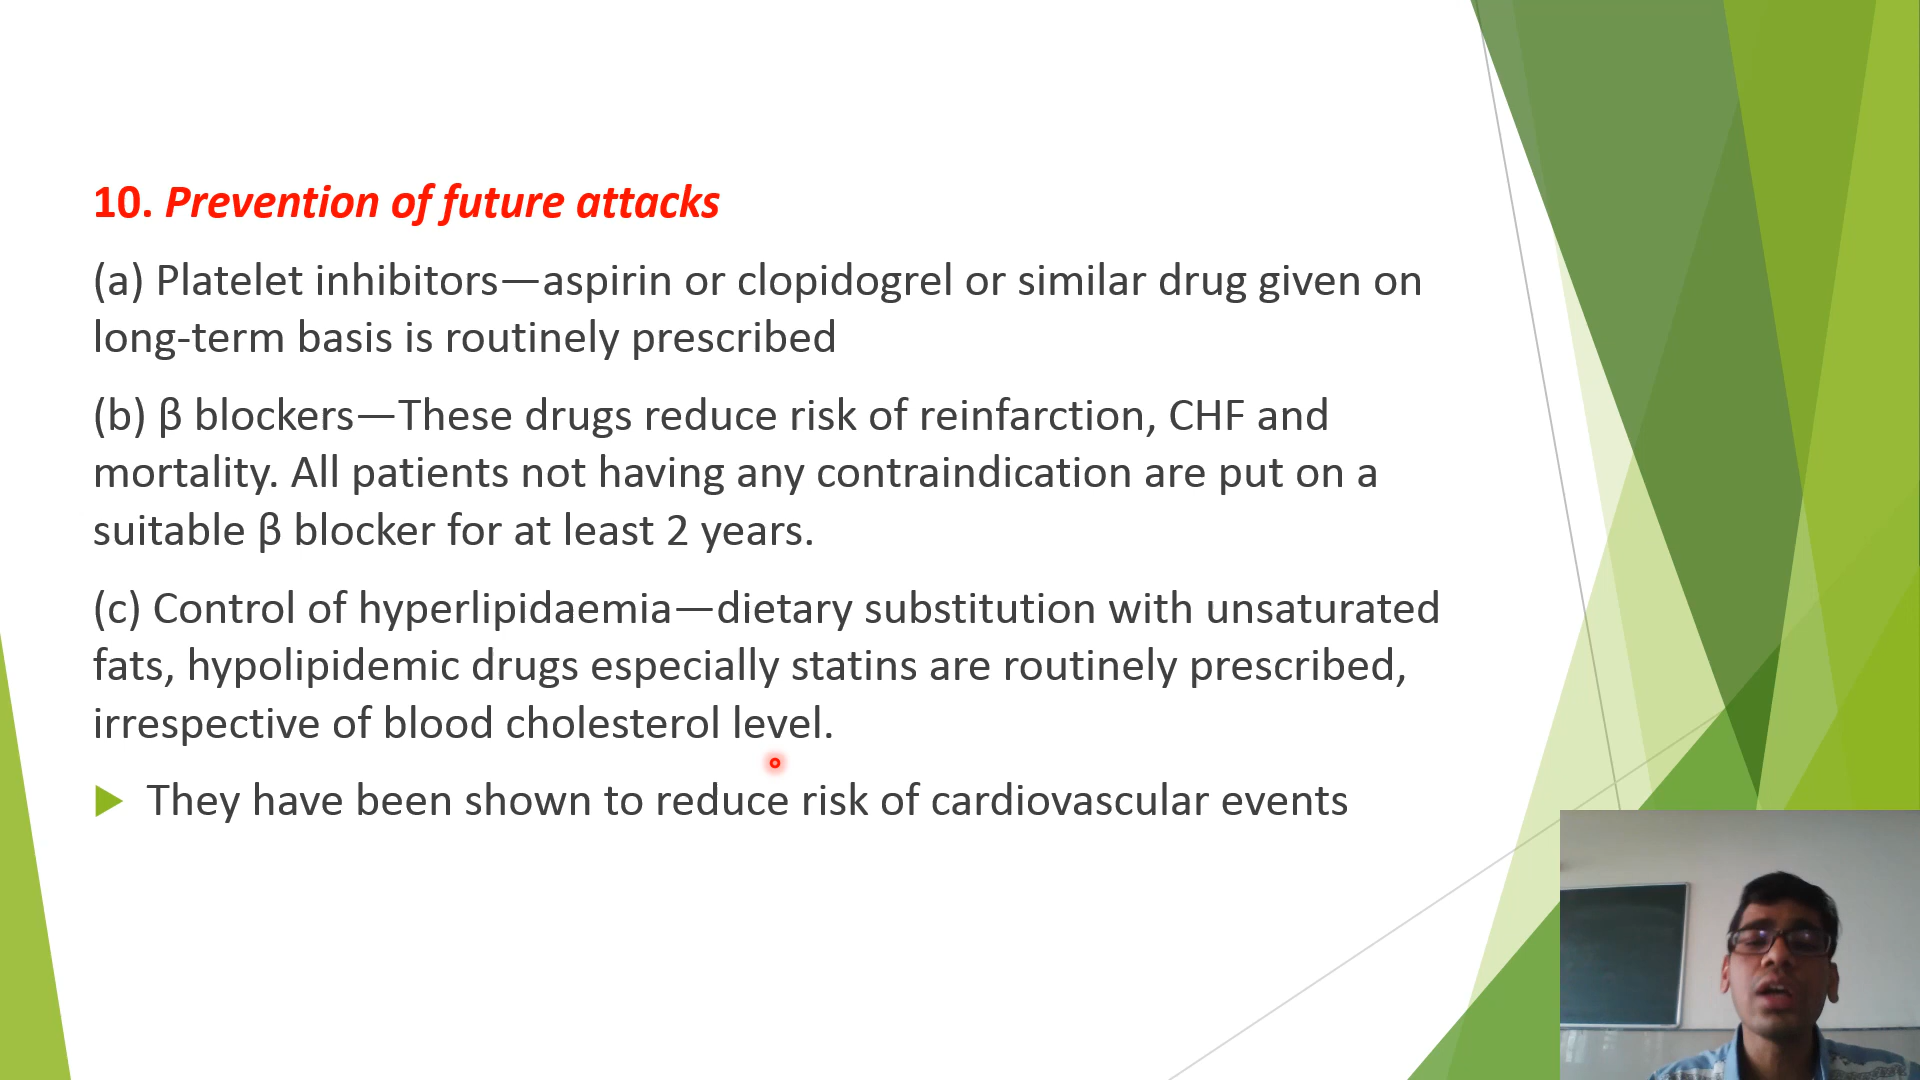 10. Prevention of future attacks
(a) Platelet inhibitors—aspirin or clopidogrel or similar drug given on
long-term basis is routinely prescribed
(b) β blockers—These drugs reduce risk of reinfarction, CHF and
mortality. All patients not having any contraindication are put on a
suitable β blocker for at least 2 years.
(c) Control of hyperlipidaemia—dietary substitution with unsaturated
fats, hypolipidemic drugs especially statins are routinely prescribed,
irrespective of blood cholesterol level.
They have been shown to reduce risk of cardiovascular events